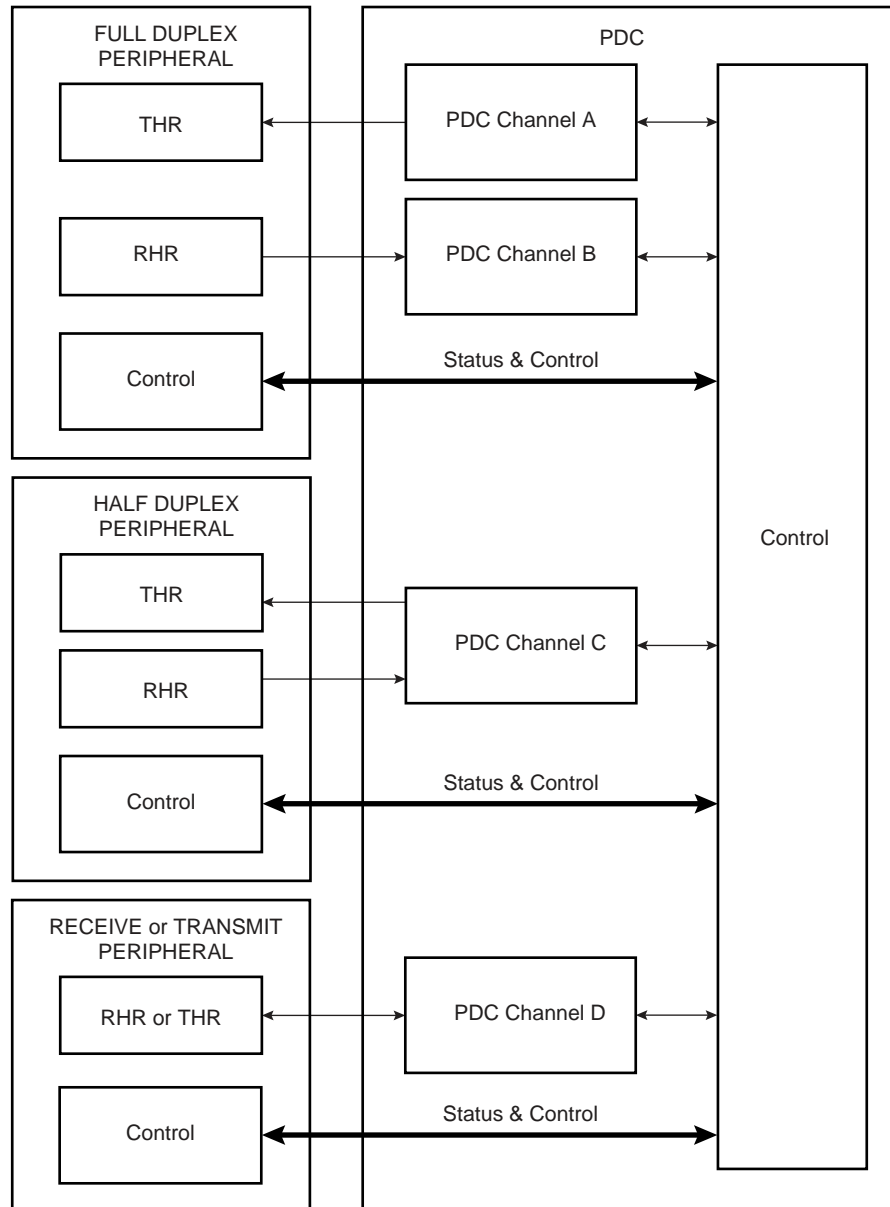 FULL DUPLEX
PERIPHERAL
THR
RHR
Control
PDC
PDC Channel A
PDC Channel B
Status & Control
HALF DUPLEX
PERIPHERAL
THR
RHR
Control
PDC Channel C
Status & Control
Control
RECEIVE or TRANSMIT
PERIPHERAL
RHR or THR
Control
PDC Channel D
Status & Control